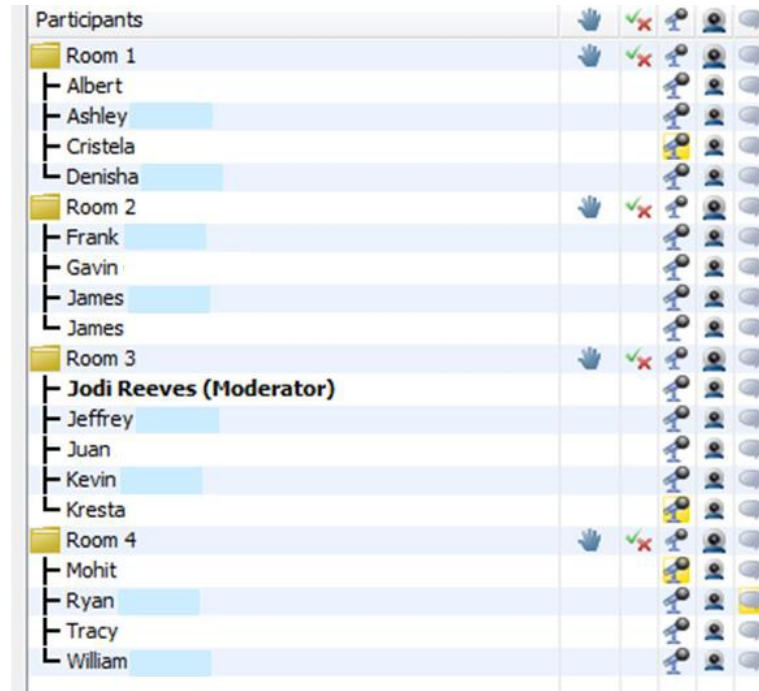 Participants
Room 1
Albert
Ashley
Cristela
Denisha
Room 2
Frank
Gavin
James
James
Room 3
Jodi Reeves (Moderator)
Jeffrey
Juan
Kevin
Kresta
Room 4
Mohit
Ryan
Tracy
William